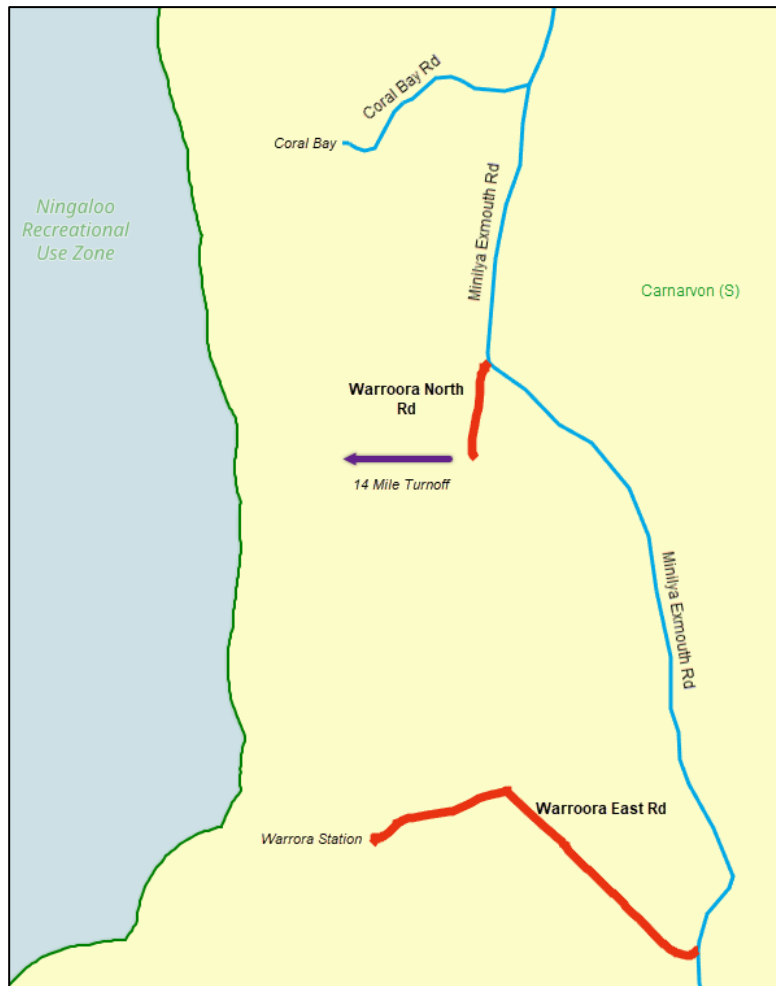 Coral Bay Rd
Coral Bay
Minilya Exmouth Rd
Ningaloo
Recreational
Use Zone
Carnarvon (S)
Warroora North
Rd
14 Mile Turnoff
Minilya Exmouth Rd
Warroora East Rd
Warrora Station